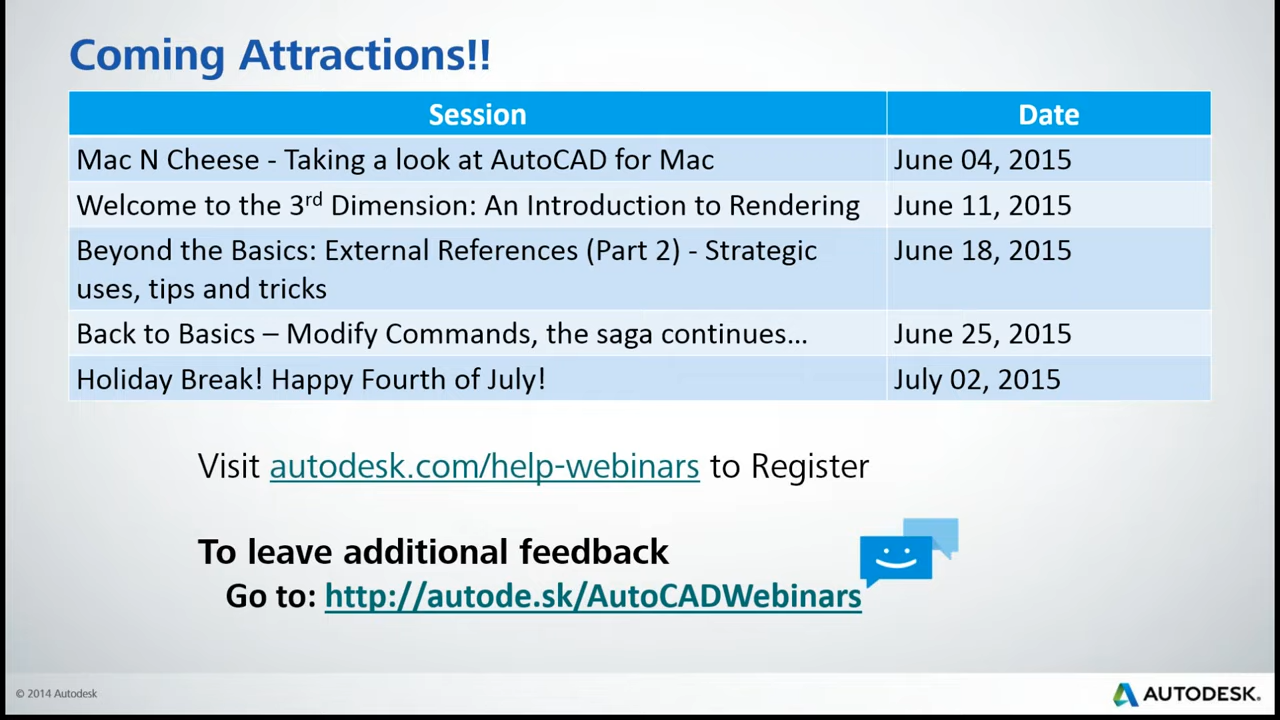 Coming Attractions!!
Session Date
Mac N Cheese - Taking a look at AutoCAD for Mac June 04, 2015
Welcome to the 3rd Dimension: An Introduction to Rendering June 11, 2015
Beyond the Basics: External References (Part 2) - Strategic June 18, 2015
uses, tips and tricks
Back to Basics – Modify Commands, the saga continues… June 25, 2015
Holiday Break! Happy Fourth of July! July 02, 2015
Visit autodesk.com/help-webinars to Register
To leave additional feedback
Go to: http://autode.sk/AutoCADWebinars
© 2014 Autodesk
AUTODESK.